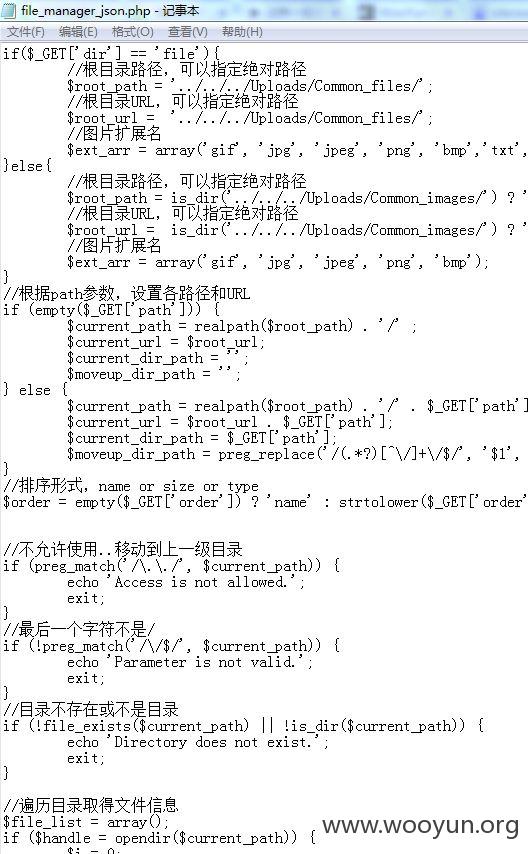 file_manager_json.php - 记事本
文件(F) 编辑(E) 格式(O) 查看(V) 帮助(H)
if($_GET['dir'] == 'file'){
//根目录路径，可以指定绝对路径
$root_path = '../../../Uploads/Common_files/';
//根目录URL，可以指定绝对路径
$root_url = '../../../Uploads/Common_files/';
//图片扩展名
$ext_arr = array('gif', 'jpg', 'jpeg', 'png', 'bmp','txt',
}else{
//根目录路径，可以指定绝对路径
$root_path = is_dir('../../../Uploads/Common_images/') ? '
//根目录URL，可以指定绝对路径
$root_url = is_dir('../../../Uploads/Common_images/') ? '
//图片扩展名
$ext_arr = array('gif', 'jpg', 'jpeg', 'png', 'bmp');
}
//根据path参数，设置各路径和URL
if (empty($_GET['path'])) {
$current_path = realpath($root_path) . '/' ;
$current_url = $root_url;
$current_dir_path = '';
$moveup_dir_path = '';
} else {
$current_path = realpath($root_path) . '/' . $_GET['path']
$current_url = $root_url . $_GET['path'];
$current_dir_path = $_GET['path'];
$moveup_dir_path = preg_replace('/(.*?)[^\/]+\/$/', '$1',
}
//排序形式，name or size or type
$order = empty($_GET['order']) ? 'name' : strtolower($_GET['order'
//不允许使用..移动到上一级目录
if (preg_match('/\.\./', $current_path)) {
echo 'Access is not allowed.';
exit;
}
//最后一个字符不是/
if (!preg_match('/\/$/', $current_path)) {
echo 'Parameter is not valid.';
exit;
}
//目录不存在或不是目录
if (!file_exists($current_path) || !is_dir($current_path)) {
echo 'Directory does not exist.';
exit;
}
//遍历目录取得文件信息
$file_list = array();
if ($handle = opendir($current_path)) {
$i = 0;
www.wooyun.org